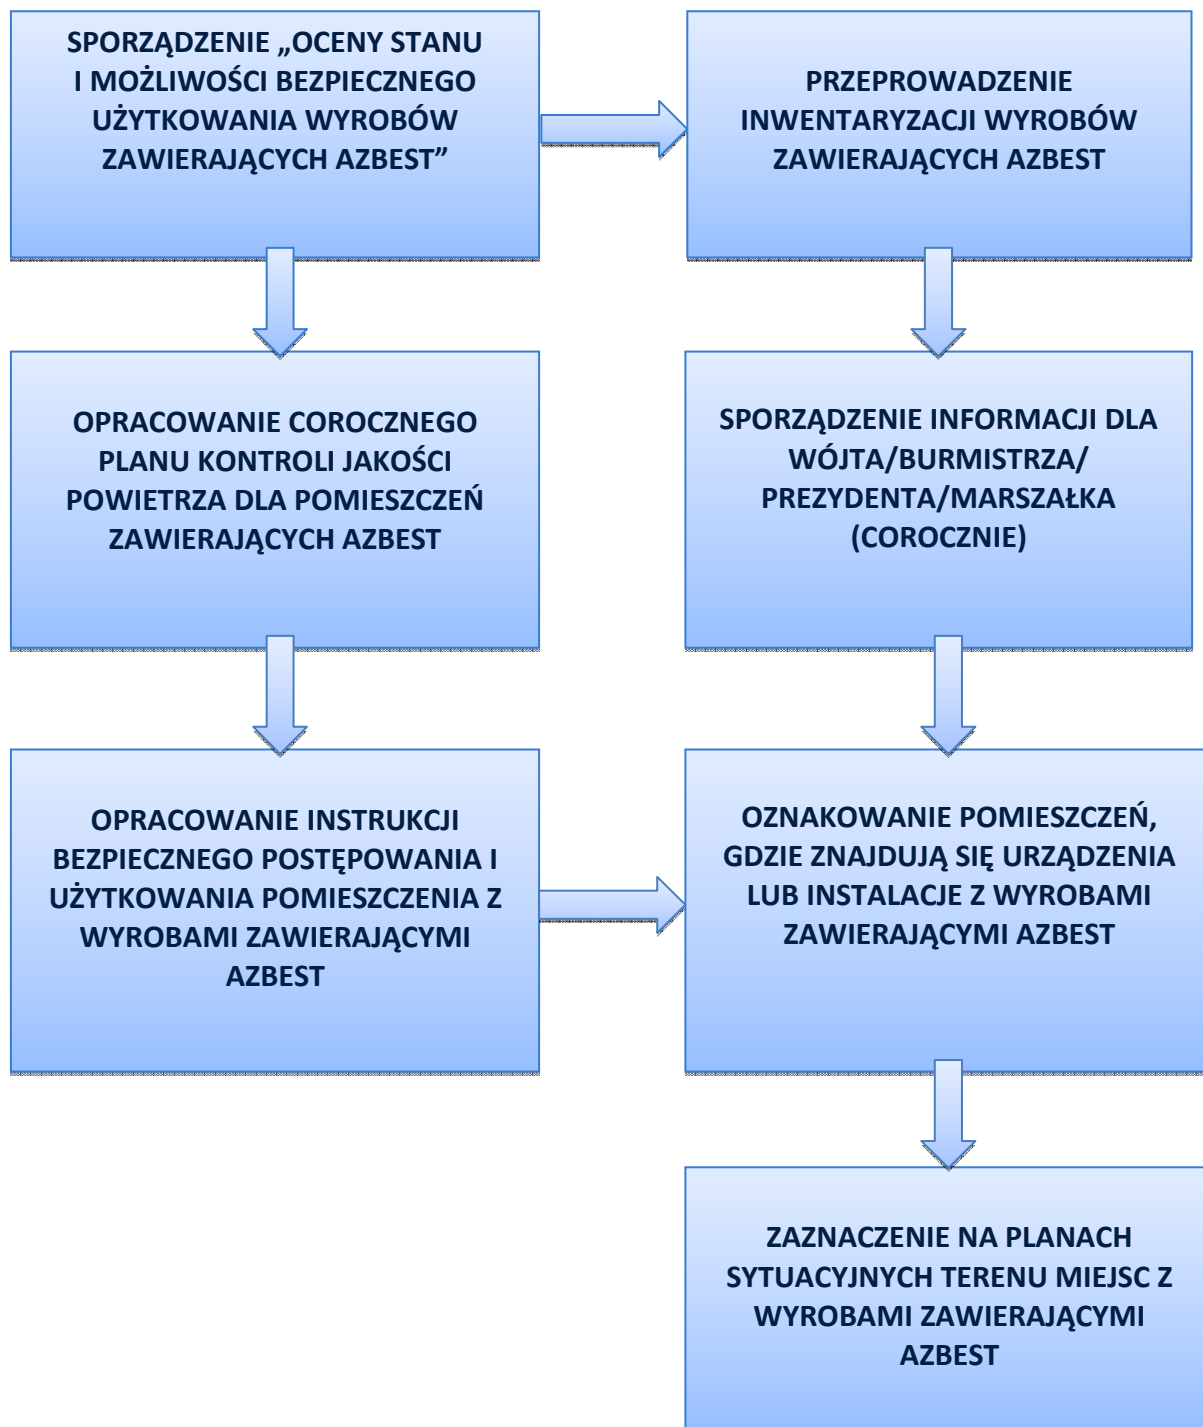 SPORZĄDZENIE „OCENY STANU
I MOŻLIWOŚCI BEZPIECZNEGO
UŻYTKOWANIA WYROBÓW
ZAWIERAJĄCYCH AZBEST”
PRZEPROWADZENIE
INWENTARYZACJI WYROBÓW
ZAWIERAJĄCYCH AZBEST
OPRACOWANIE COROCZNEGO
PLANU KONTROLI JAKOŚCI
POWIETRZA DLA POMIESZCZEŃ
ZAWIERAJĄCYCH AZBEST
SPORZĄDZENIE INFORMACJI DLA
WÓJTA/BURMISTRZA/
PREZYDENTA/MARSZAŁKA
(COROCZNIE)
OPRACOWANIE INSTRUKCJI
BEZPIECZNEGO POSTĘPOWANIA I
UŻYTKOWANIA POMIESZCZENIA Z
WYROBAMI ZAWIERAJĄCYMI
AZBEST
OZNAKOWANIE POMIESZCZEŃ,
GDZIE ZNAJDUJĄ SIĘ URZĄDZENIA
LUB INSTALACJE Z WYROBAMI
ZAWIERAJĄCYMI AZBEST
ZAZNACZENIE NA PLANACH
SYTUACYJNYCH TERENU MIEJSC Z
WYROBAMI ZAWIERAJĄCYMI
AZBEST